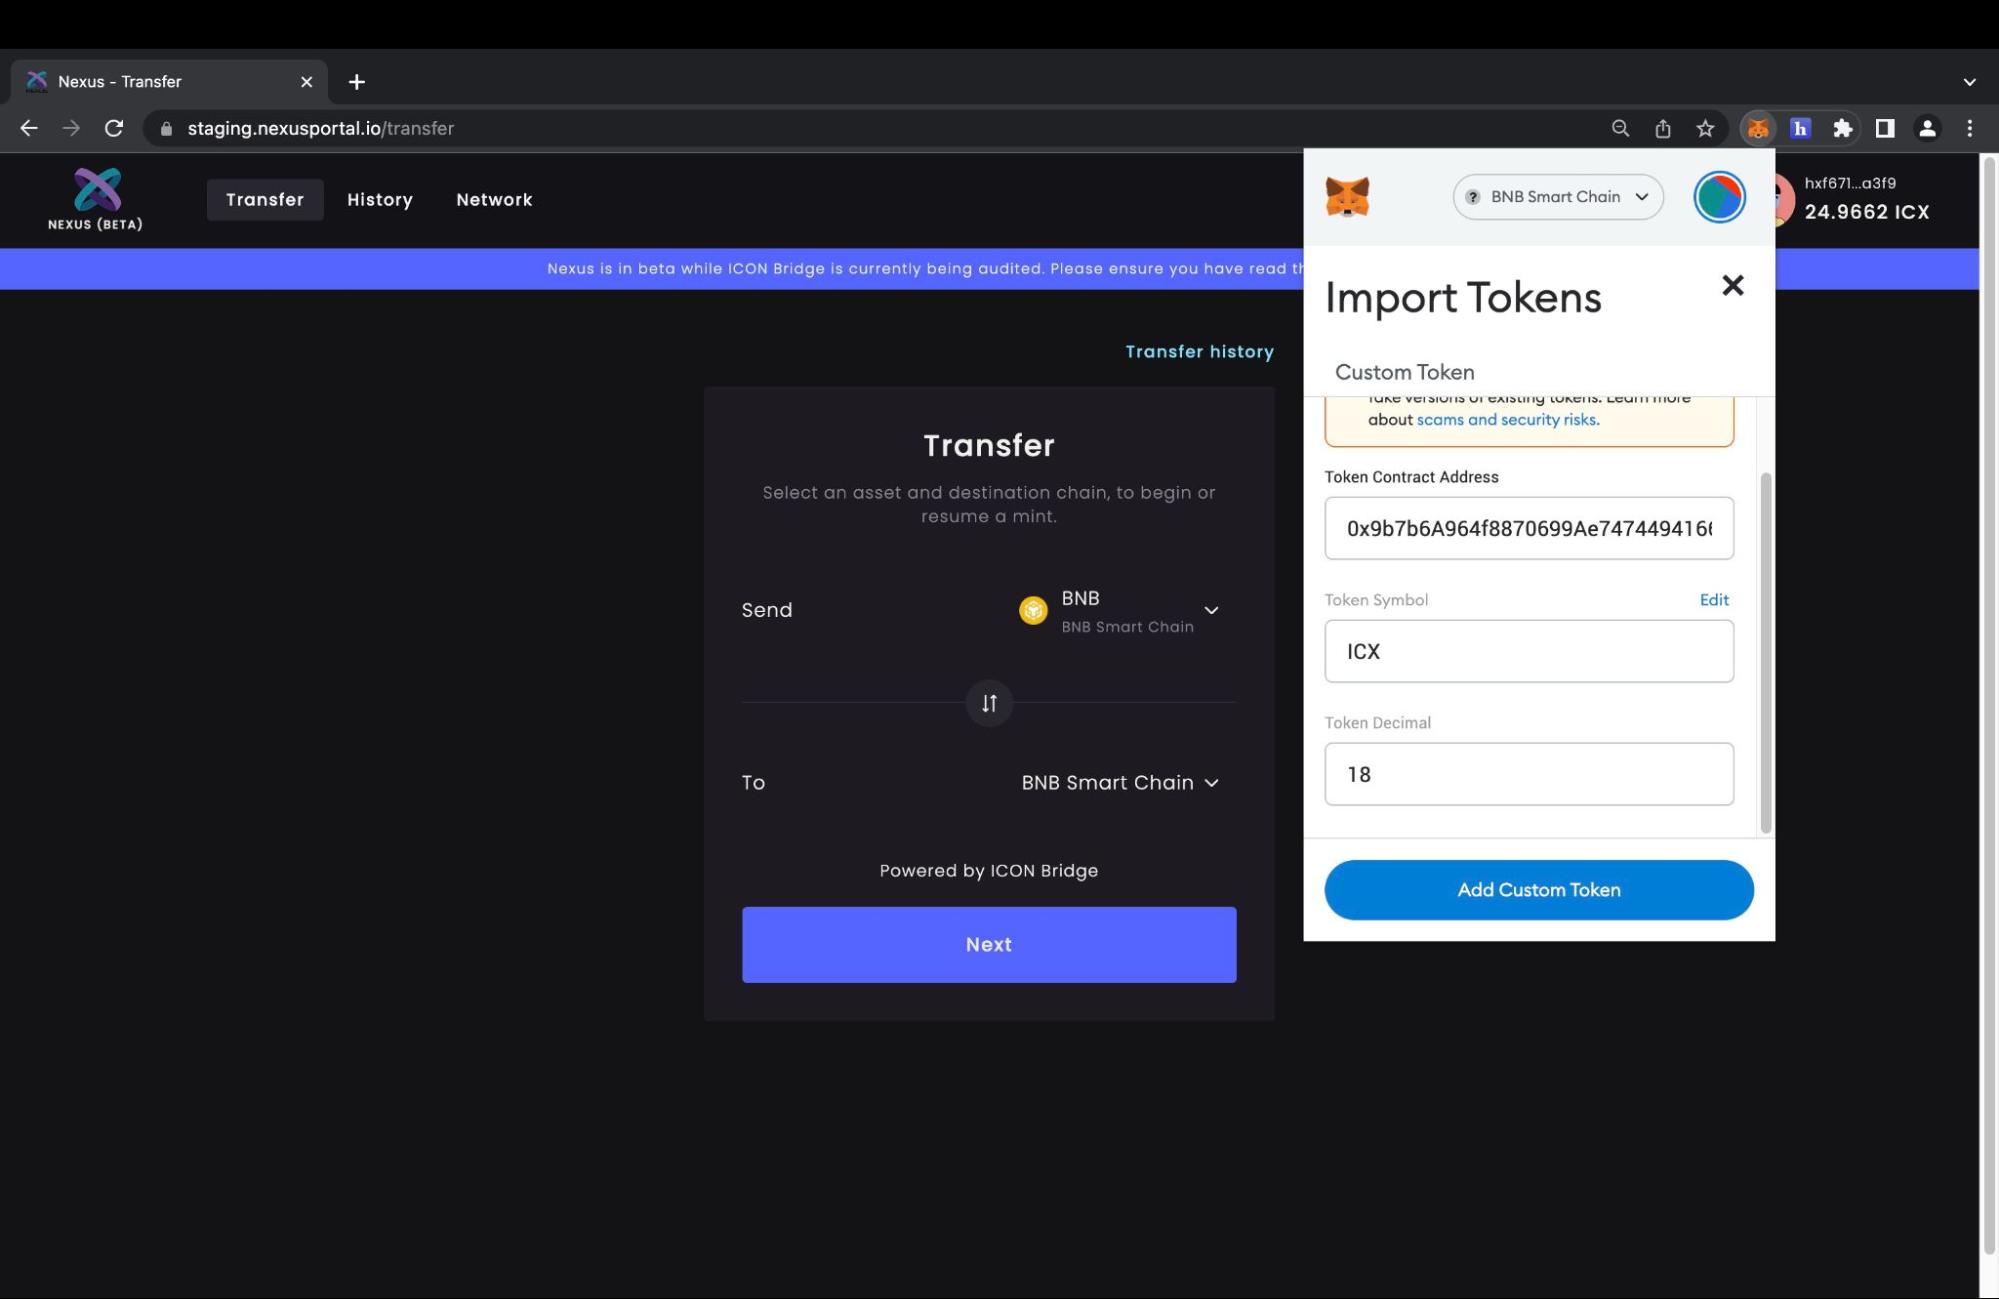 Nexus - Transfer
staging.nexusportal.io/transfer
h
NEXUS (BETA)
Transfer
History
Network
BNB Smart Chain
hxf671...a3f9
24.9662 ICX
Nexus is in beta while ICON Bridge is currently being audited. Please ensure you have read
Import Tokens
Transfer history
Custom Token
fake versions of existing tokens. Learn more
about scams and security risks.
Transfer
Select an asset and destination chain, to begin or
resume a mint.
Token Contract Address
0x9b7b6A964f8870699Ae7474494166
Send
BNB
BNB Smart Chain
Token Symbol
Edit
ICX
Token Decimal
18
To
BNB Smart Chain
Powered by ICON Bridge
Add Custom Token
Next